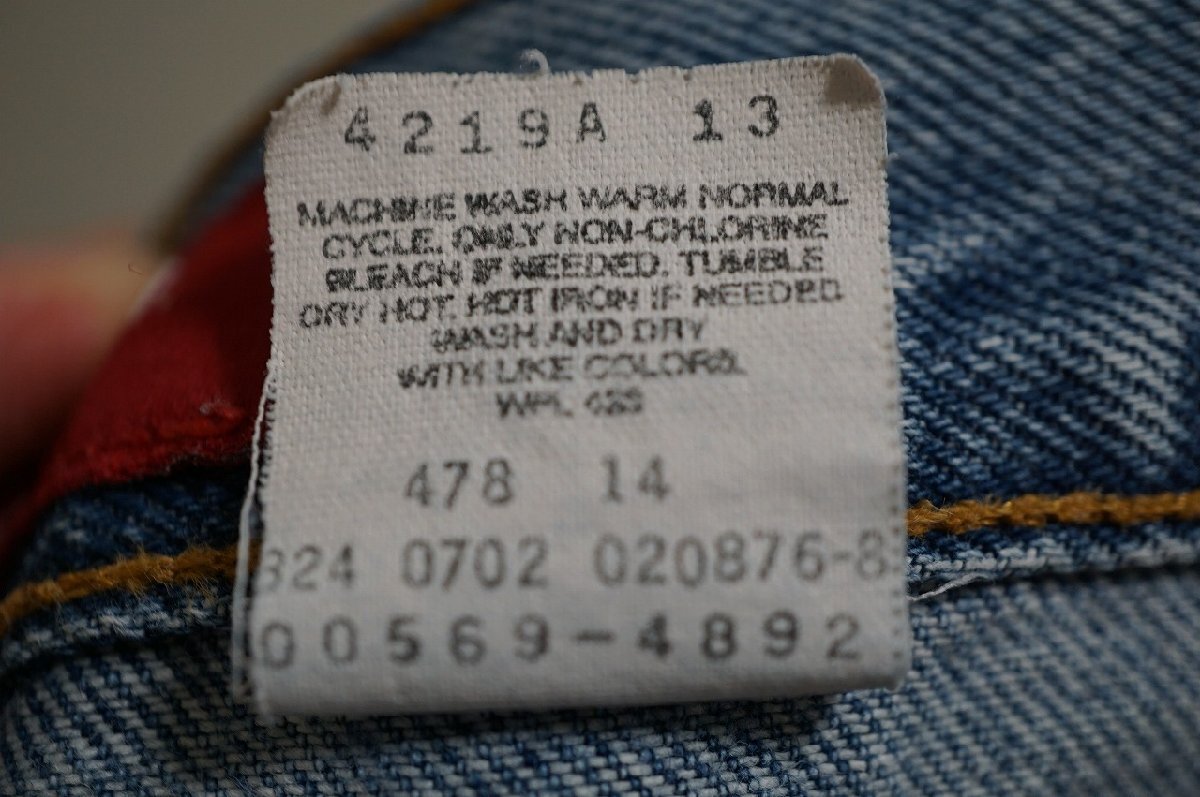 4219A 13
MACHINE WASH WARM NORMAL
CYCLE. ONLY NON-CHLORINE
BLEACH IF NEEDED. TUMBLE
DRY HOT. HOT IRON IF NEEDED
WASH AND DRY
WITH LIKE COLORS.
WPL 423
478 14
324 0702 020876-8
00569-4892